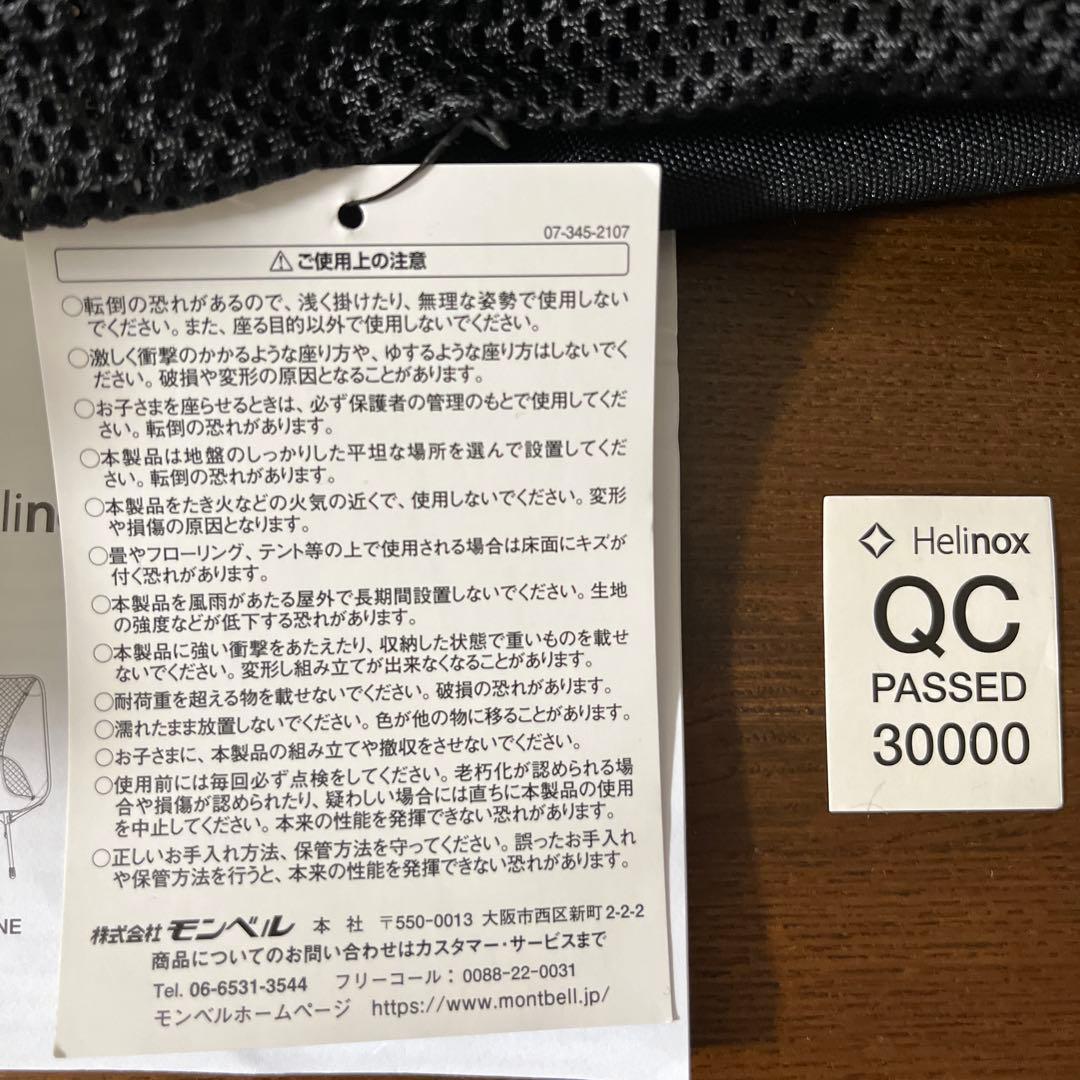 07-345-2107
⚠ご使用上の注意
○転倒の恐れがあるので、浅く掛けたり、無理な姿勢で使用しない
でください。また、座る目的以外で使用しないでください。
○激しく衝撃のかかるような座り方や、ゆするような座り方はしないでく
ださい。破損や変形の原因となることがあります。
○お子さまを座らせるときは、必ず保護者の管理のもとで使用してくだ
さい。転倒の恐れがあります。
○本製品は地盤のしっかりした平坦な場所を選んで設置してくだ
さい。転倒の恐れがあります。
○本製品をたき火などの火気の近くで、使用しないでください。変形
や損傷の原因となります。
○畳やフローリング、テント等の上で使用される場合は床面にキズが
付く恐れがあります。
○本製品を風雨があたる屋外で長期間設置しないでください。生地
の強度などが低下する恐れがあります。
○本製品に強い衝撃をあたえたり、収納した状態で重いものを載せ
ないでください。変形し組み立てが出来なくなることがあります。
○耐荷重を超える物を載せないでください。破損の恐れがあります。
○濡れたまま放置しないでください。色が他の物に移ることがあります。
○お子さまに、本製品の組み立てや撤収をさせないでください。
○使用前には毎回必ず点検をしてください。老朽化が認められる場
合や損傷が認められたり、疑わしい場合には直ちに本製品の使用
を中止してください。本来の性能を発揮できない恐れがあります。
○正しいお手入れ方法、保管方法を守ってください。誤ったお手入れ
や保管方法を行うと、本来の性能を発揮できない恐れがあります。
株式会社 モンベル 本 社 〒550-0013 大阪市西区新町2-2-2
商品についてのお問い合わせはカスタマー・サービスまで
Tel. 06-6531-3544 フリーコール：0088-22-0031
モンベルホームページ https://www.montbell.jp/
Helinox
QC
PASSED
30000
lin
NE